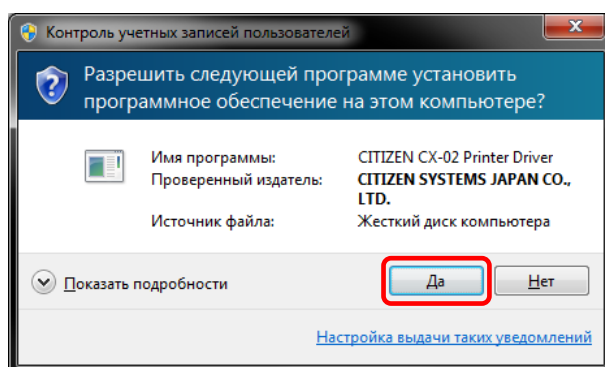 Контроль учетных записей пользователей
Разрешить следующей программе установить
программное обеспечение на этом компьютере?
Имя программы: CITIZEN CX-02 Printer Driver
Проверенный издатель: CITIZEN SYSTEMS JAPAN CO.,
LTD.
Источник файла: Жесткий диск компьютера
Показать подробности Да Нет
Настройка выдачи таких уведомлений